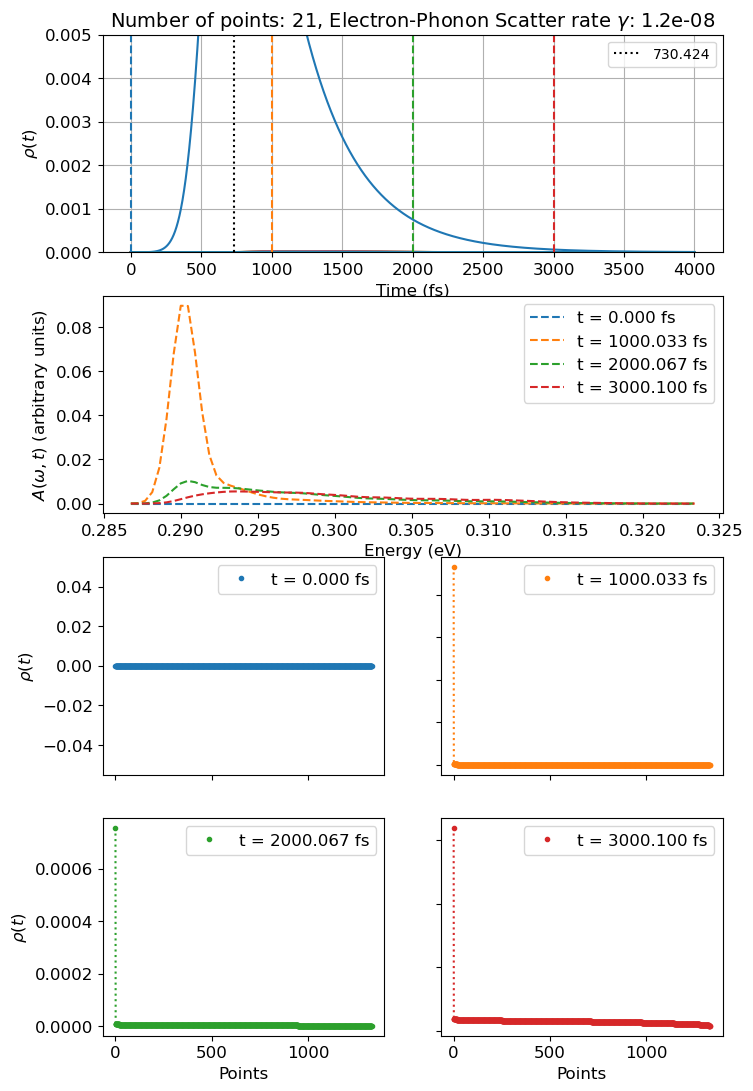 Number of points: 21, Electron-Phonon Scatter rate γ: 1.2e-08
0.005
0.004
0.003
0.002
0.001
0.000
ρ(t)
730.424
0
500
1000
1500
2000
2500
3000
3500
4000
Time (fs)
0.08
0.06
0.04
0.02
0.00
A(ω, t) (arbitrary units)
t = 0.000 fs
t = 1000.033 fs
t = 2000.067 fs
t = 3000.100 fs
0.285
0.290
0.295
0.300
0.305
0.310
0.315
0.320
0.325
Energy (eV)
0.04
0.02
0.00
−0.02
−0.04
ρ(t)
t = 0.000 fs
t = 1000.033 fs
0.0006
0.0004
0.0002
0.0000
ρ(t)
t = 2000.067 fs
0
500
1000
Points
t = 3000.100 fs
0
500
1000
Points